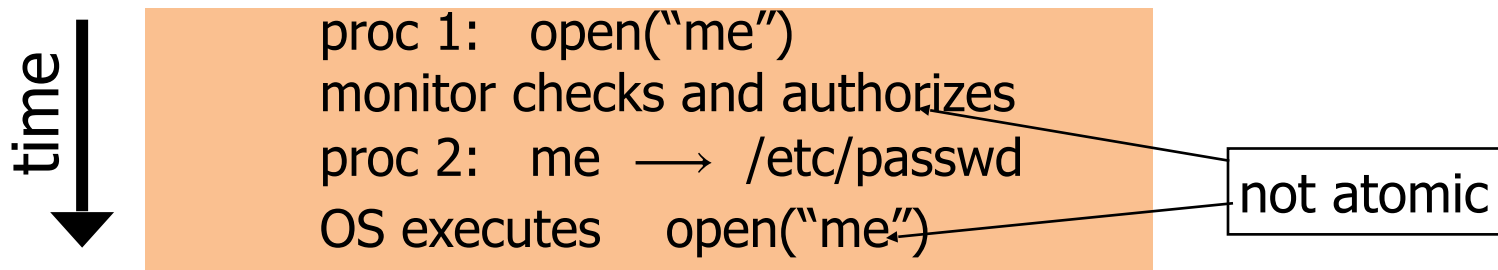 time
proc 1: open(“me”)
monitor checks and authorizes
proc 2: me ⟶ /etc/passwd
OS executes open(“me”)
not atomic